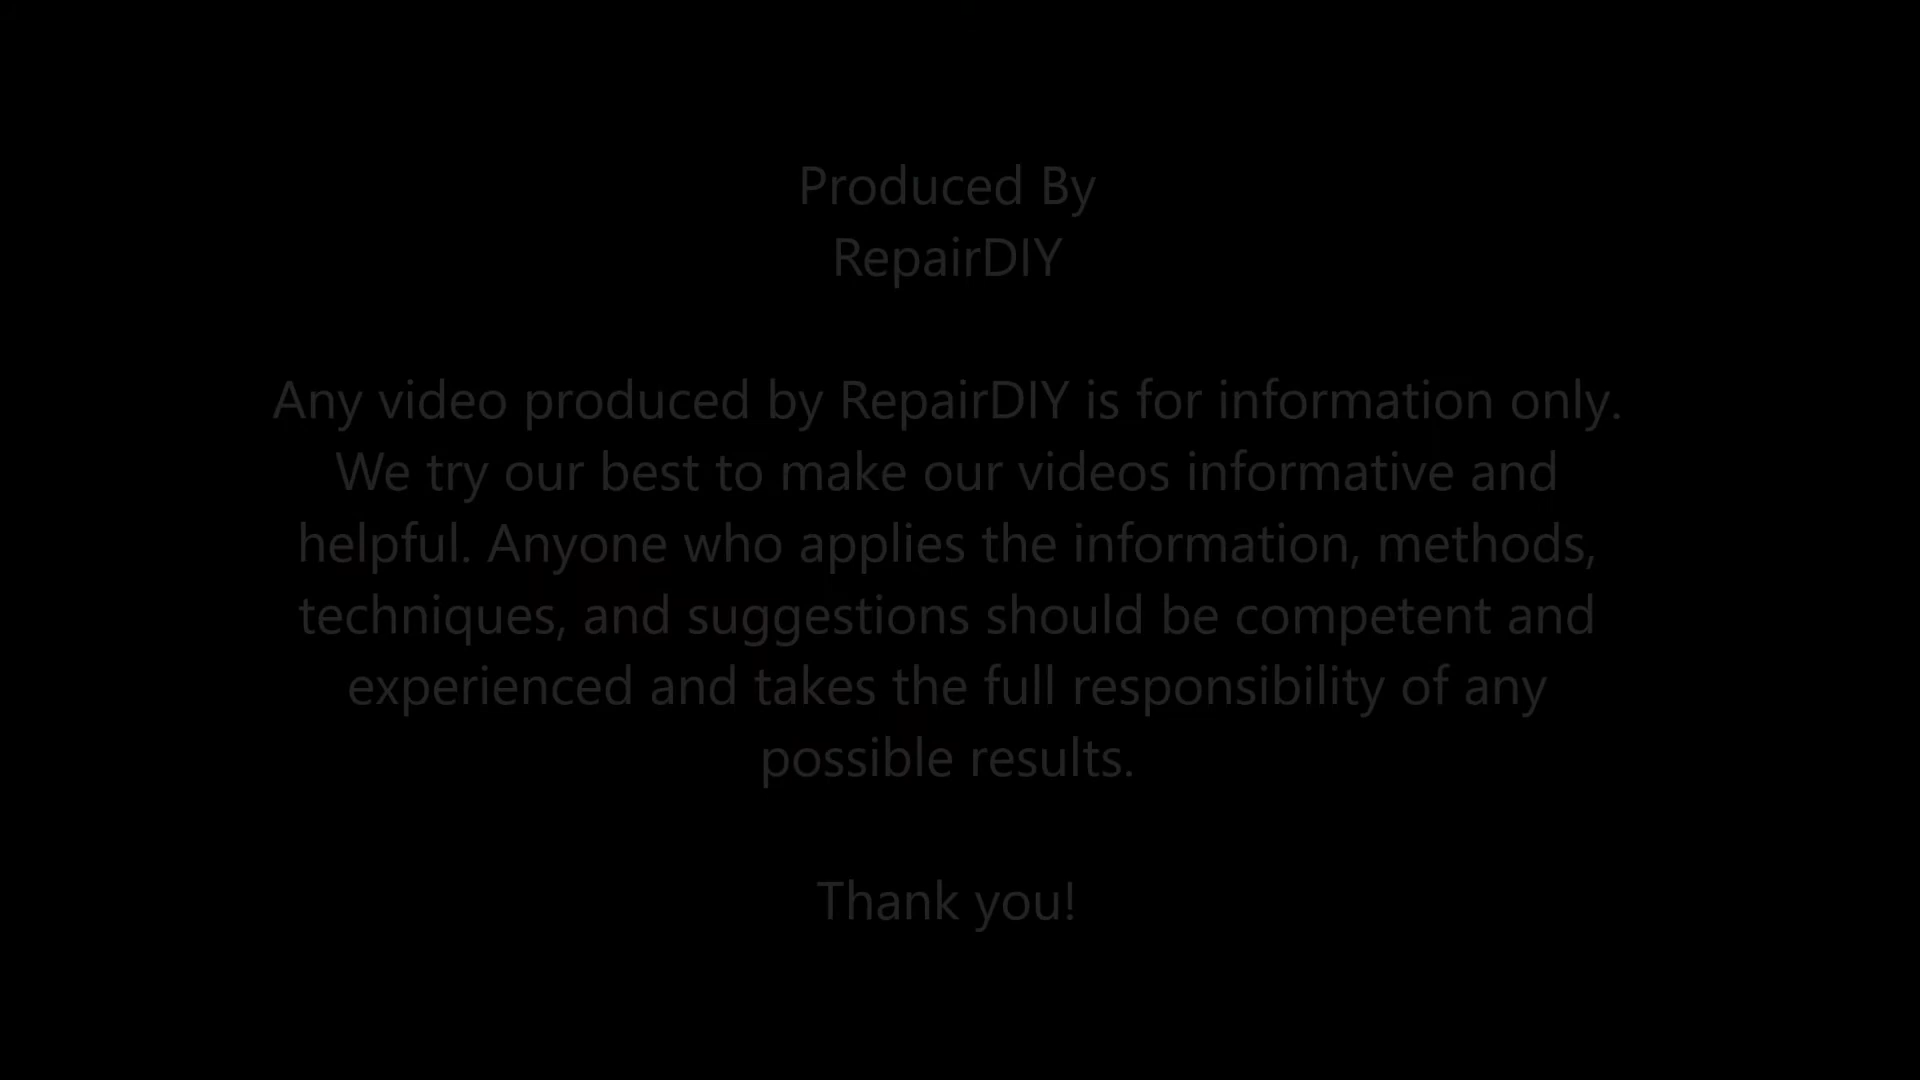 Produced By
RepairDIY
Any video produced by RepairDIY is for information only.
We try our best to make our videos informative and
helpful. Anyone who applies the information, methods,
techniques, and suggestions should be competent and
experienced and takes the full responsibility of any
possible results.
Thank you!